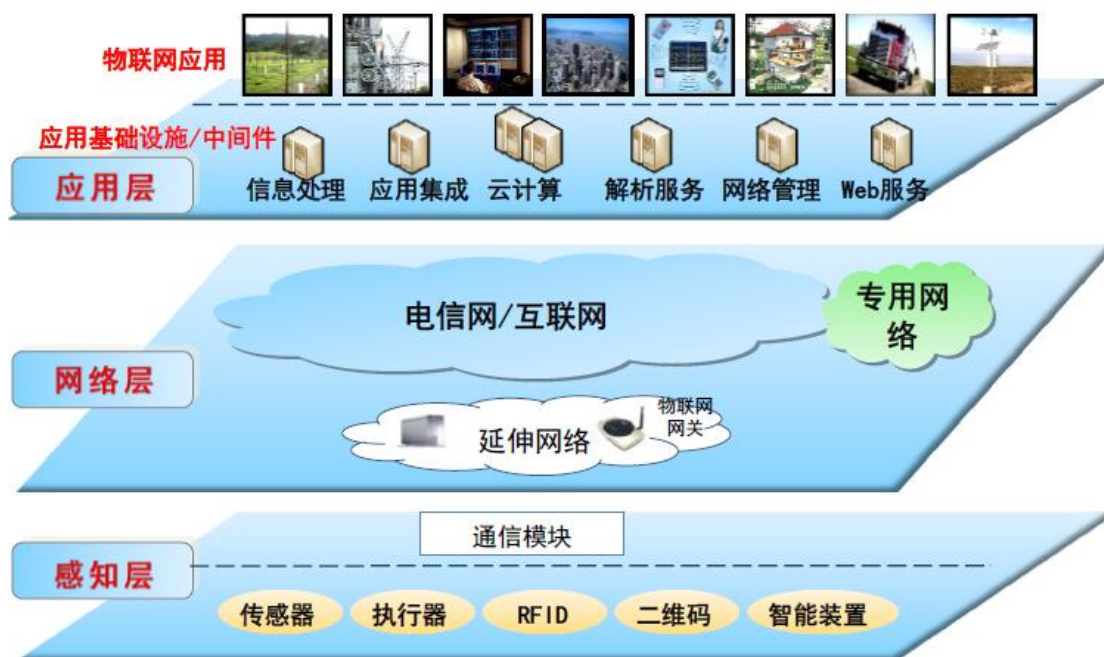 物联网应用
应用基础设施/中间件
应用层
信息处理
应用集成
云计算
解析服务
网络管理
Web服务
电信网/互联网
专用网
络
网络层
物联网
网关
延伸网络
通信模块
感知层
传感器
执行器
RFID
二维码
智能装置